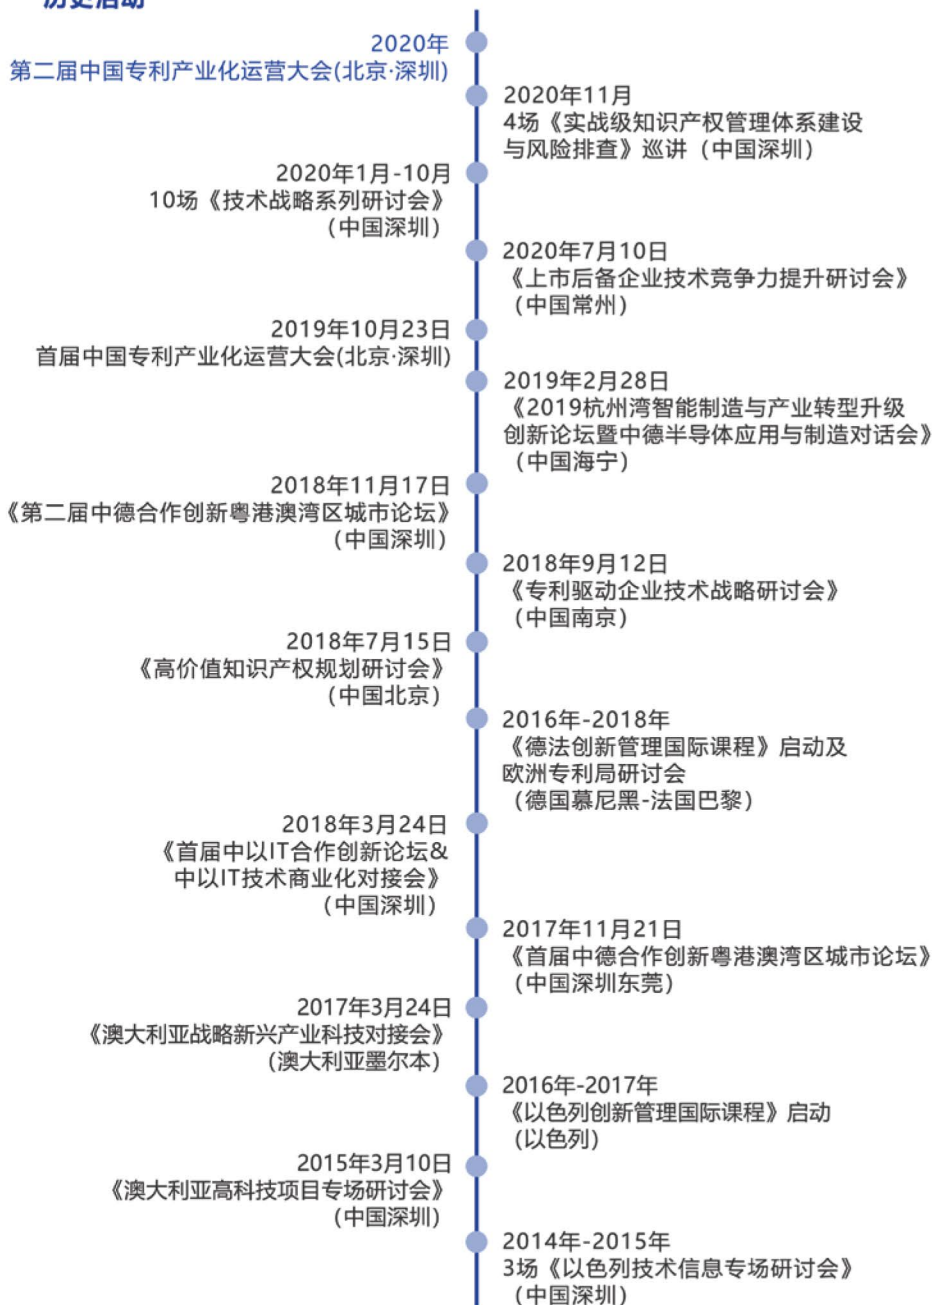 历史活动
2020年
第二届中国专利产业化运营大会(北京·深圳)
2020年11月
4场《实战级知识产权管理体系建设
与风险排查》巡讲（中国深圳）
2020年1月-10月
10场《技术战略系列研讨会》
（中国深圳）
2020年7月10日
《上市后备企业技术竞争力提升研讨会》
（中国常州）
2019年10月23日
首届中国专利产业化运营大会(北京·深圳)
2019年2月28日
《2019杭州湾智能制造与产业转型升级
创新论坛暨中德半导体应用与制造对话会》
（中国海宁）
2018年11月17日
《第二届中德合作创新粤港澳湾区城市论坛》
（中国深圳）
2018年9月12日
《专利驱动企业技术战略研讨会》
（中国南京）
2018年7月15日
《高价值知识产权规划研讨会》
（中国北京）
2016年-2018年
《德法创新管理国际课程》启动及
欧洲专利局研讨会
（德国慕尼黑-法国巴黎）
2018年3月24日
《首届中以IT合作创新论坛&
中以IT技术商业化对接会》
（中国深圳）
2017年11月21日
《首届中德合作创新粤港澳湾区城市论坛》
（中国深圳东莞）
2017年3月24日
《澳大利亚战略新兴产业科技对接会》
(澳大利亚墨尔本）
2016年-2017年
《以色列创新管理国际课程》启动
(以色列）
2015年3月10日
《澳大利亚高科技项目专场研讨会》
（中国深圳）
2014年-2015年
3场《以色列技术信息专场研讨会》
（中国深圳）